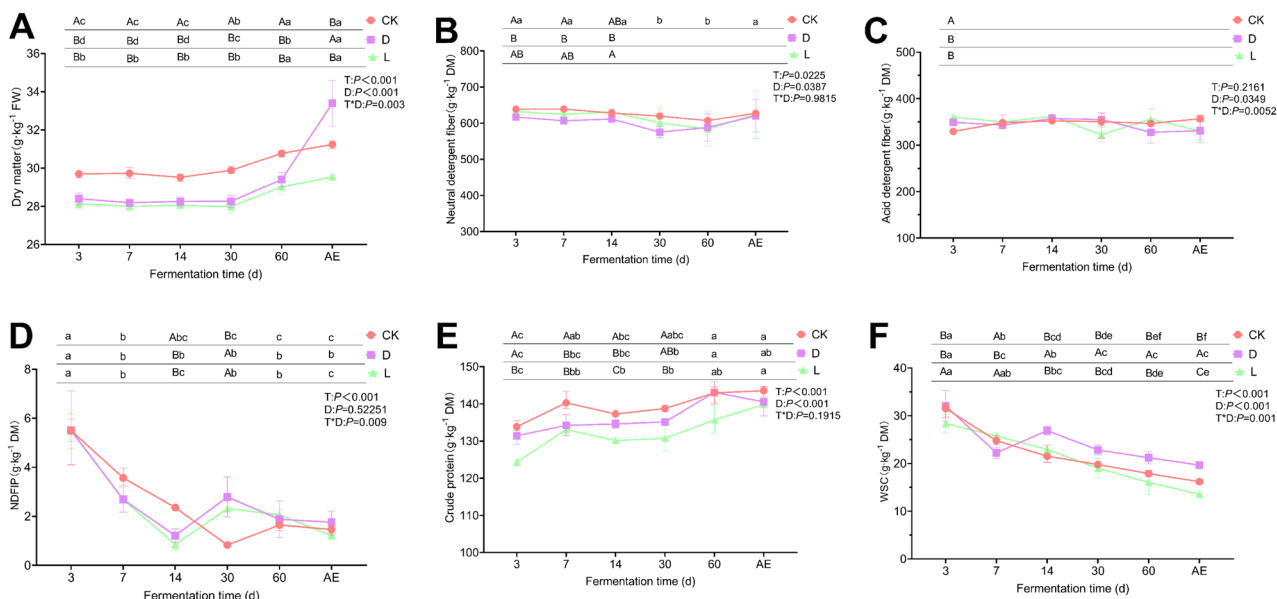 A
Ac Ac Ac Ab Aa Ba CK
Bd Bd Bd Bc Bb Aa D
Bb Bb Bb Bb Ba Ba L
T:P＜0.001
D:P＜0.001
T*D:P=0.003
Dry matter(g·kg-1 FW)
36
34
32
30
28
26
3 7 14 30 60 AE
Fermentation time (d)
B
Aa Aa ABa b b a CK
B B B D
AB AB A L
T:P=0.0225
D:P=0.0387
T*D:P=0.9815
Neutral detergent fiber(g·kg-1 DM)
800
700
600
500
400
300
3 7 14 30 60 AE
Fermentation time (d)
C
A CK
B D
B L
T:P=0.2161
D:P=0.0349
T*D:P=0.0052
Acid detergent fiber(g·kg-1 DM)
500
400
350
300
200
100
3 7 14 30 60 AE
Fermentation time (d)
D
a b Abc Bc c c CK
a b Bb Ab b b D
a b Bc Ab b c L
T:P＜0.001
D:P=0.52251
T*D:P=0.009
NDFIP(g·kg-1 DM)
8
6
4
2
0
3 7 14 30 60 AE
Fermentation time (d)
E
Ac Aab Abc Aabc a a CK
Ac Bbc Bbc ABb a ab D
Bc Bbb Cb Bb ab a L
T:P＜0.001
D:P＜0.001
T*D:P=0.1915
Crude protein(g·kg-1 DM)
150
140
130
120
110
100
3 7 14 30 60 AE
Fermentation time (d)
F
Ba Ab Bcd Bde Bef Bf CK
Ba Bc Ab Ac Ac Ac D
Aa Aab Bbc Bcd Bde Ce L
T:P＜0.001
D:P＜0.001
T*D:P=0.001
WSC(g·kg-1 DM)
40
30
20
10
0
3 7 14 30 60 AE
Fermentation time (d)